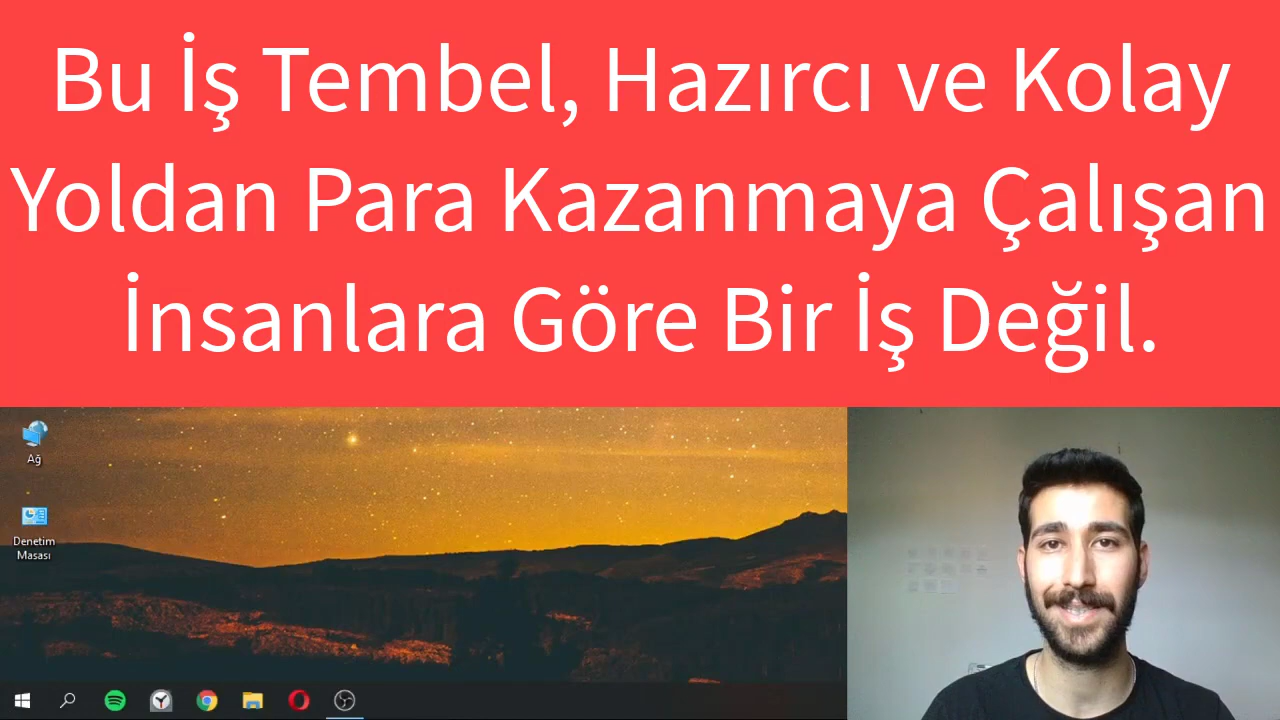 Bu İş Tembel, Hazırcı ve Kolay
Yoldan Para Kazanmaya Çalışan
İnsanlara Göre Bir İş Değil.
Ağ
Denetim
Masası